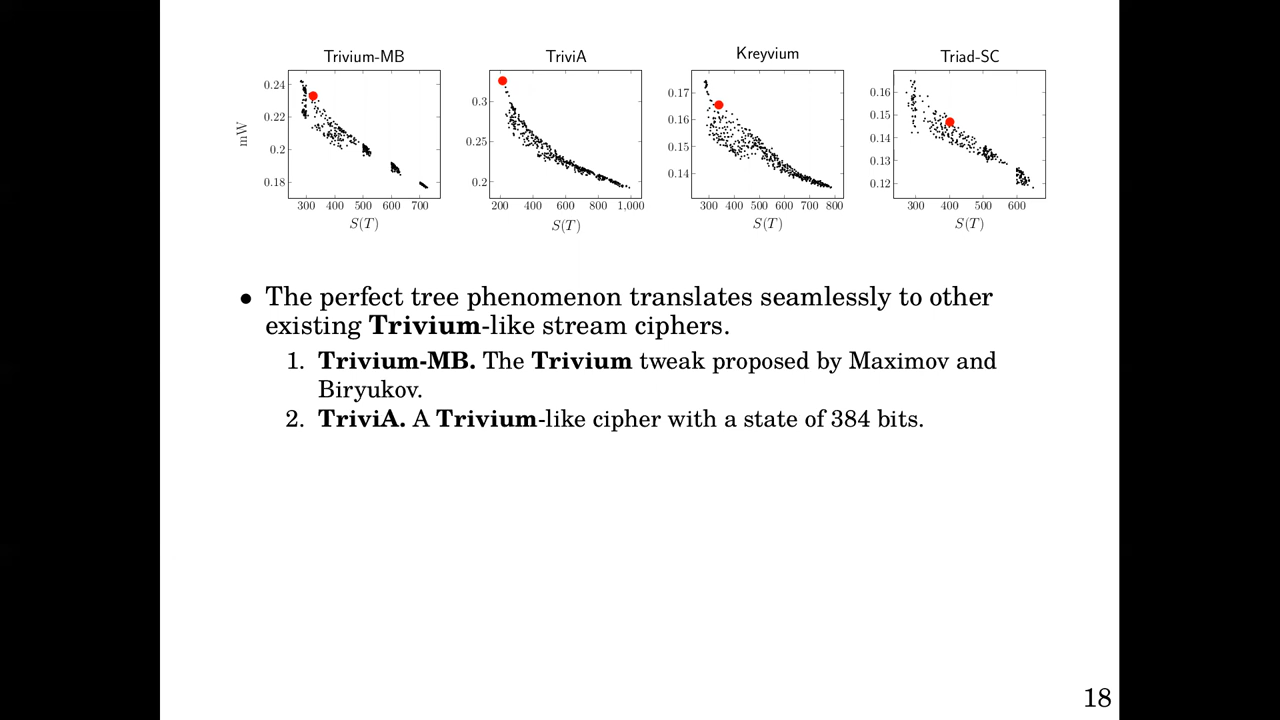 Trivium-MB
TriviA
Kreyvium
Triad-SC
mW
0.24
0.22
0.2
0.18
300 400 500 600 700
S(T)
0.3
0.25
0.2
200 400 600 800 1,000
S(T)
0.17
0.16
0.15
0.14
300 400 500 600 700 800
S(T)
0.16
0.15
0.14
0.13
0.12
300 400 500 600
S(T)
• The perfect tree phenomenon translates seamlessly to other
existing Trivium-like stream ciphers.
1. Trivium-MB. The Trivium tweak proposed by Maximov and
Biryukov.
2. TriviA. A Trivium-like cipher with a state of 384 bits.
18